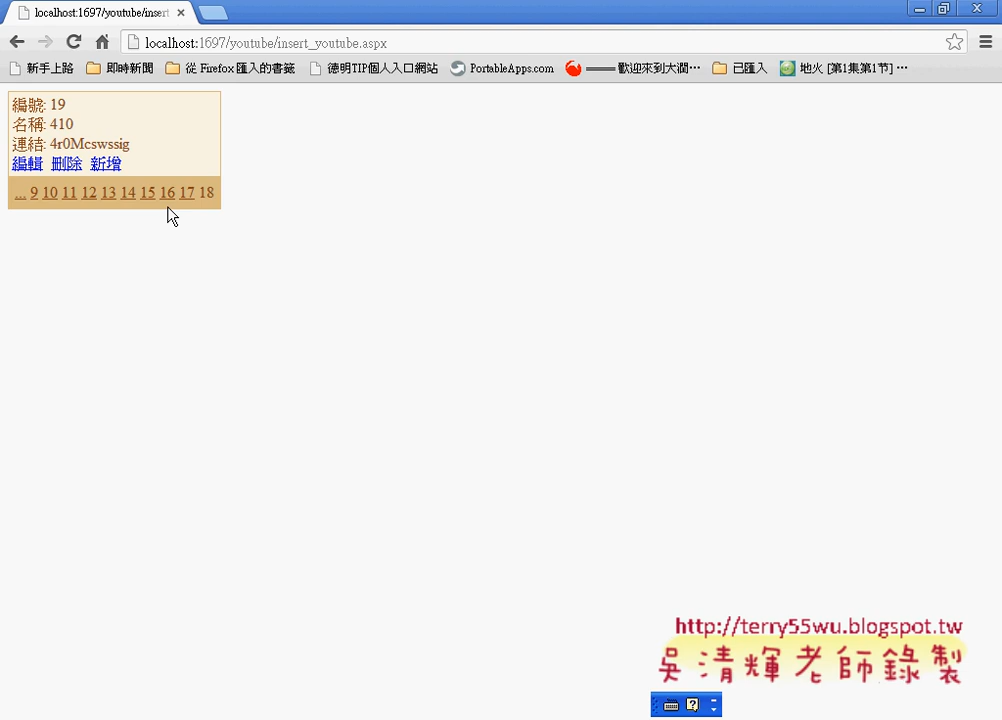 localhost:1697/youtube/insert
localhost:1697/youtube/insert_youtube.aspx
新手上路 即時新聞 從 Firefox 匯入的書籤 德明TIP個人入口網站 PortableApps.com ━━━歡迎來到大澗⋯ 已匯入 地火 [第1集第1节] ⋯
編號: 19
名稱: 410
連結: 4r0Mcswssig
編輯 刪除 新增
... 9 10 11 12 13 14 15 16 17 18
http://terry55wu.blogspot.tw
吳清輝老師錄製